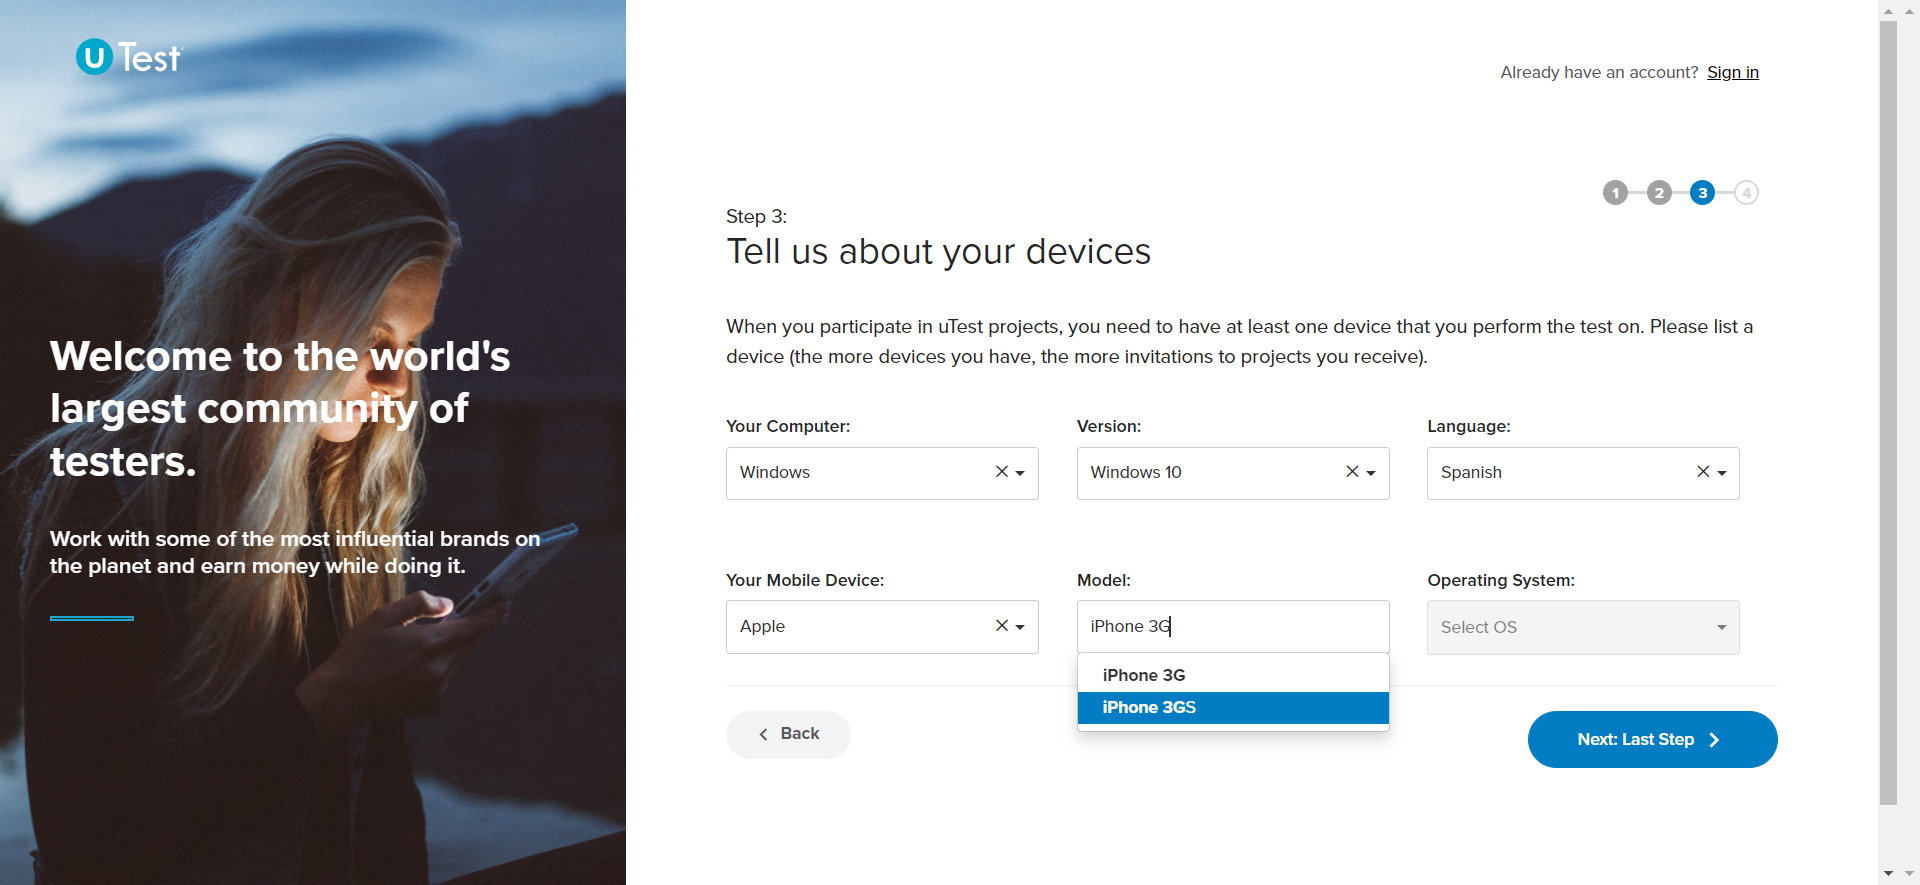 U Test
Already have an account? Sign in
1 2 3 4
Step 3:
Tell us about your devices
When you participate in uTest projects, you need to have at least one device that you perform the test on. Please list a
device (the more devices you have, the more invitations to projects you receive).
Welcome to the world's
largest community of
testers.
Work with some of the most influential brands on
the planet and earn money while doing it.
Your Computer: Version: Language:
Windows Windows 10 Spanish
Your Mobile Device: Model: Operating System:
Apple iPhone 3G Select OS
iPhone 3G
iPhone 3GS
Back
Next: Last Step